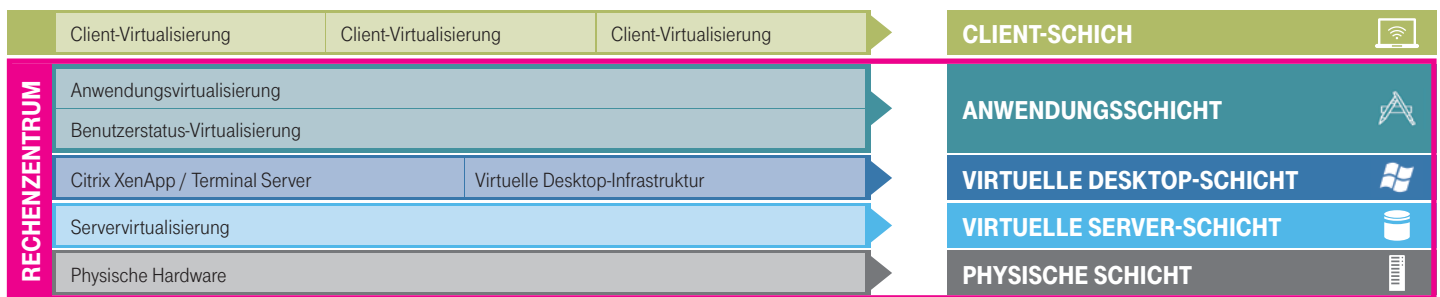 Client-Virtualisierung Client-Virtualisierung Client-Virtualisierung CLIENT-SCHICH
RECHENZENTRUM
Anwendungsvirtualisierung
Benutzerstatus-Virtualisierung
ANWENDUNGSSCHICHT
Citrix XenApp / Terminal Server Virtuelle Desktop-Infrastruktur VIRTUELLE DESKTOP-SCHICHT
Servervirtualisierung VIRTUELLE SERVER-SCHICHT
Physische Hardware PHYSISCHE SCHICHT